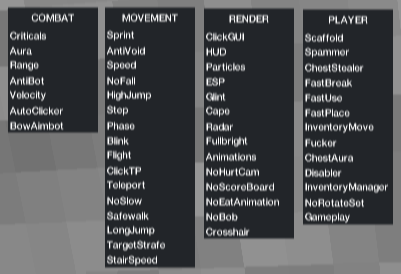 COMBAT
Criticals
Aura
Range
AntiBot
Velocity
AutoClicker
BowAimbot
MOVEMENT
Sprint
AntiVoid
Speed
NoFall
HighJump
Step
Phase
Blink
Flight
ClickTP
Teleport
NoSlow
Safewalk
LongJump
TargetStrafe
StairSpeed
RENDER
ClickGUI
HUD
Particles
ESP
Glint
Cape
Radar
Fullbright
Animations
NoHurtCam
NoScoreBoard
NoEatAnimation
NoBob
Crosshair
PLAYER
Scaffold
Spammer
ChestStealer
FastBreak
FastUse
FastPlace
InventoryMove
Fucker
ChestAura
Disabler
InventoryManager
NoRotateSet
Gameplay